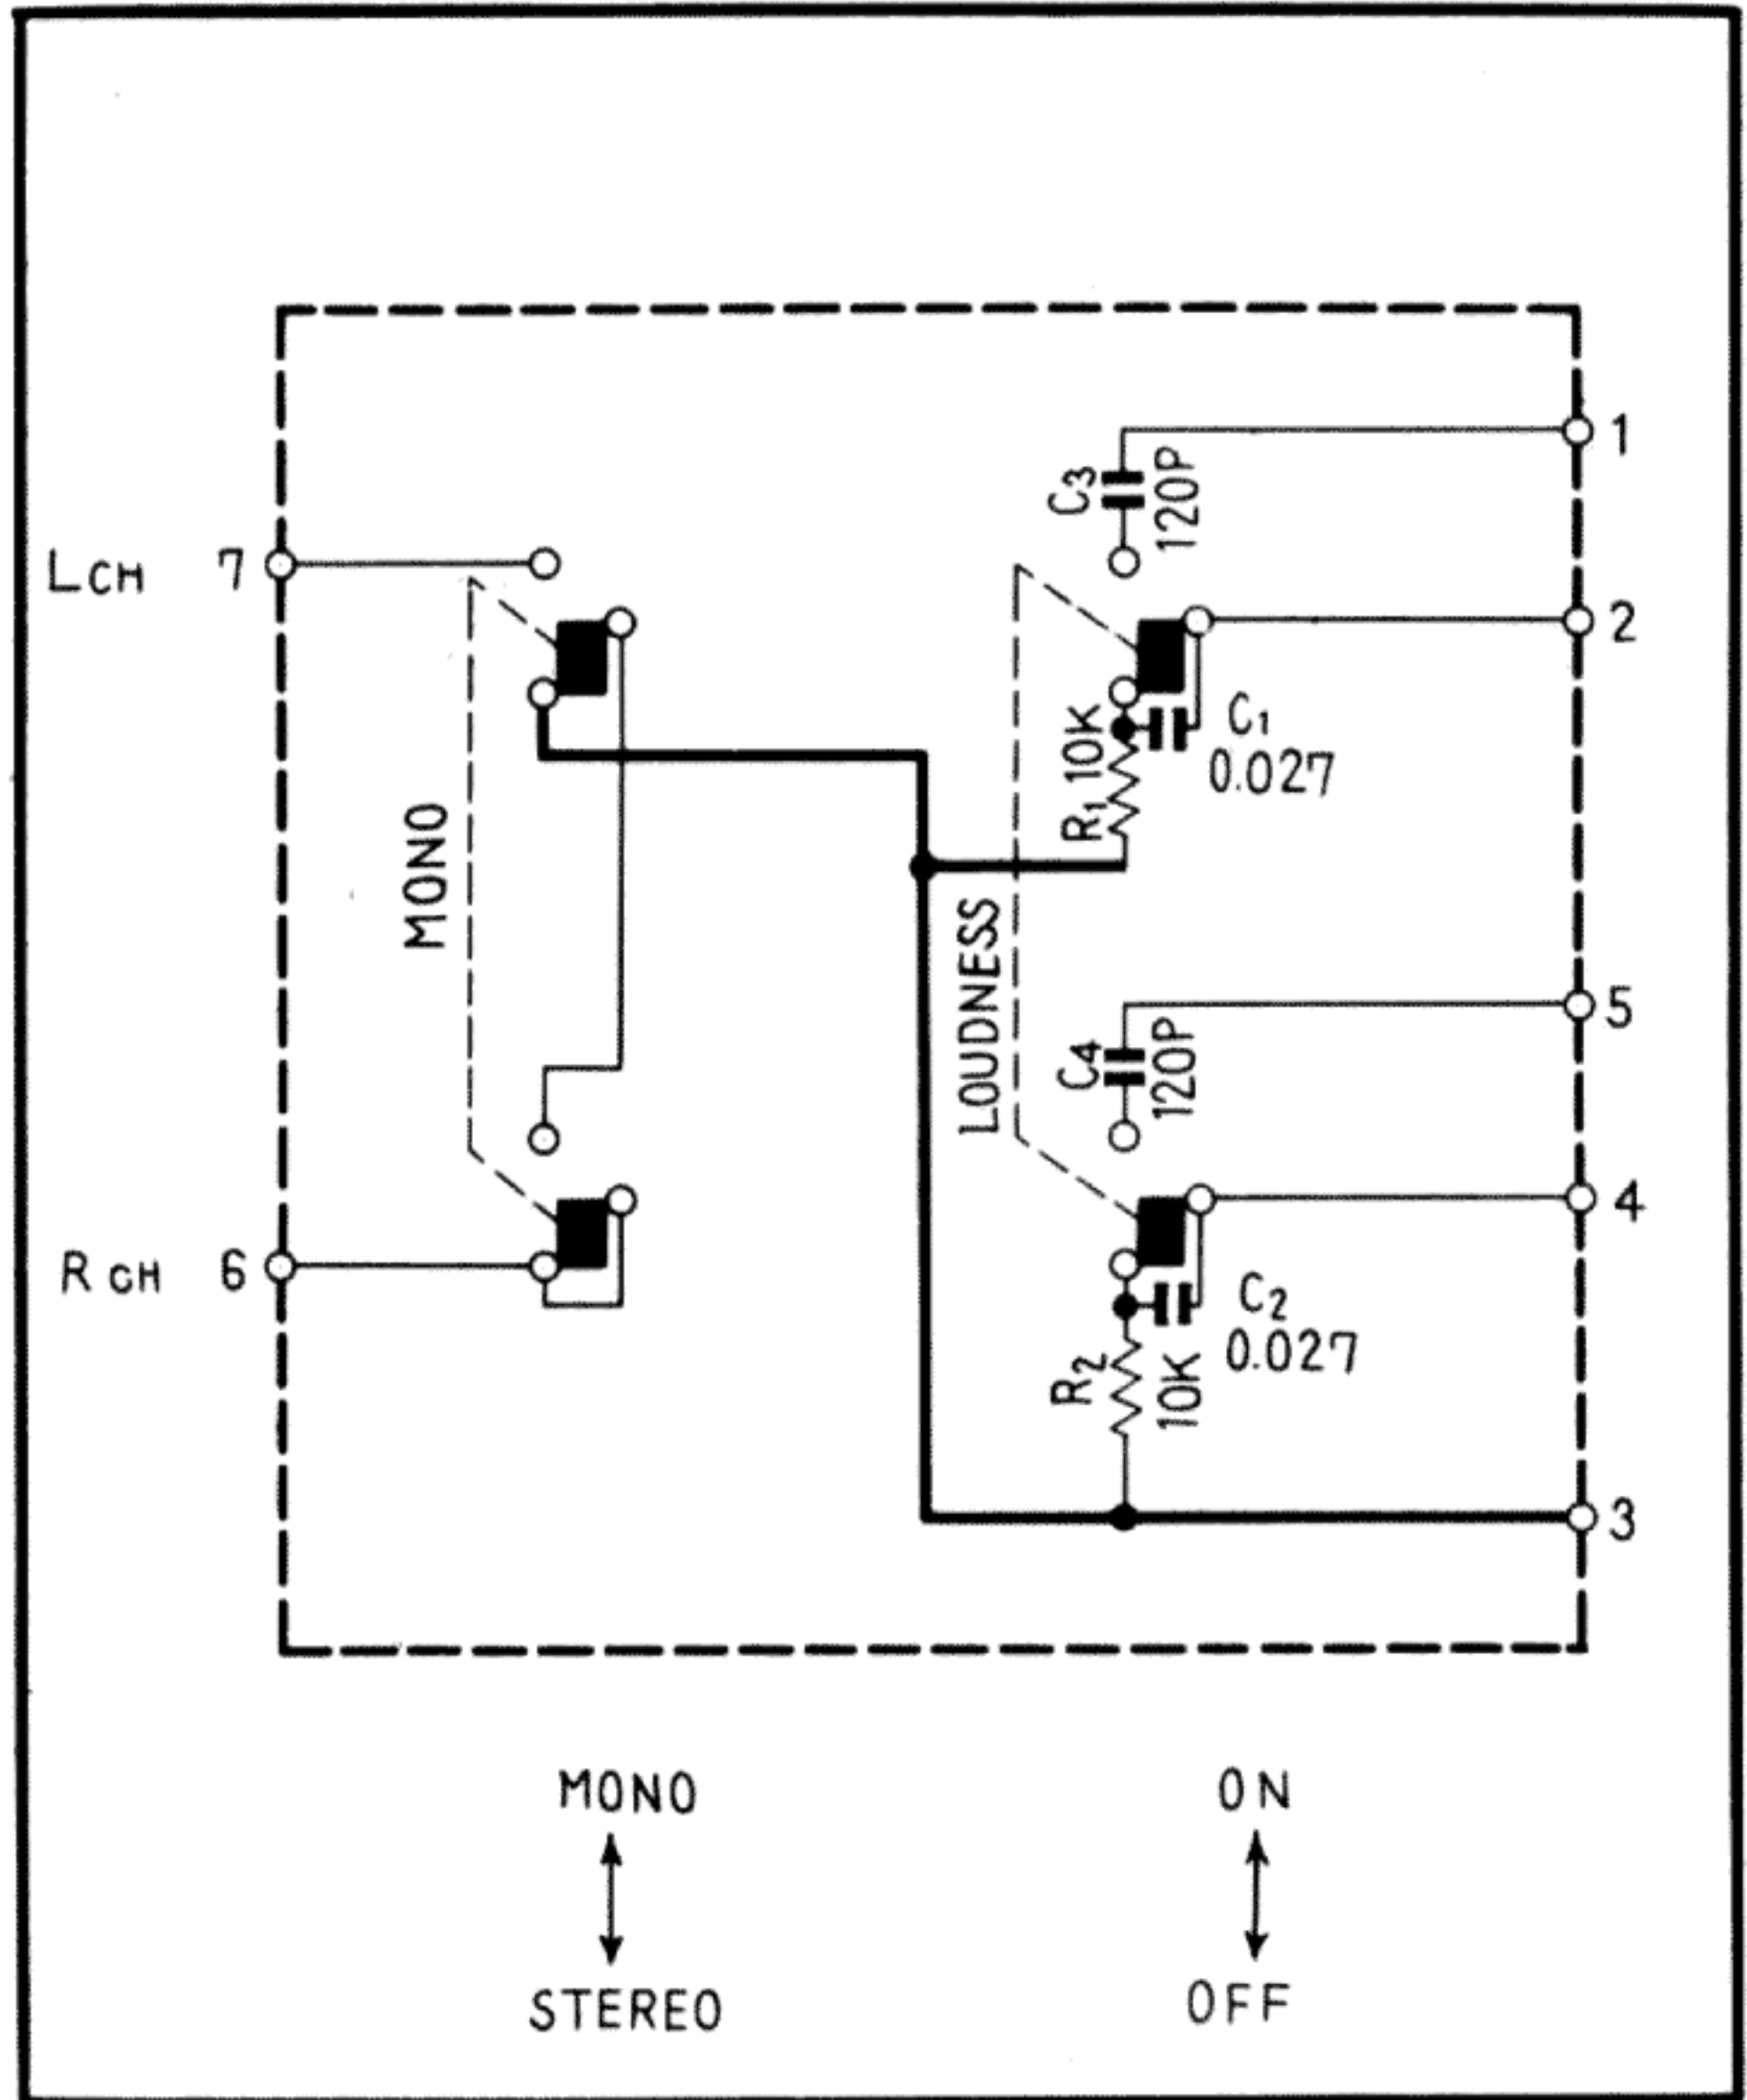 1
C3
120P
LCH
7
2
C1
0.027
R1 10K
MONO
LOUDNESS
5
C4
120P
4
RCH
6
C2
0.027
R2
10K
3
MONO
ON
STEREO
OFF